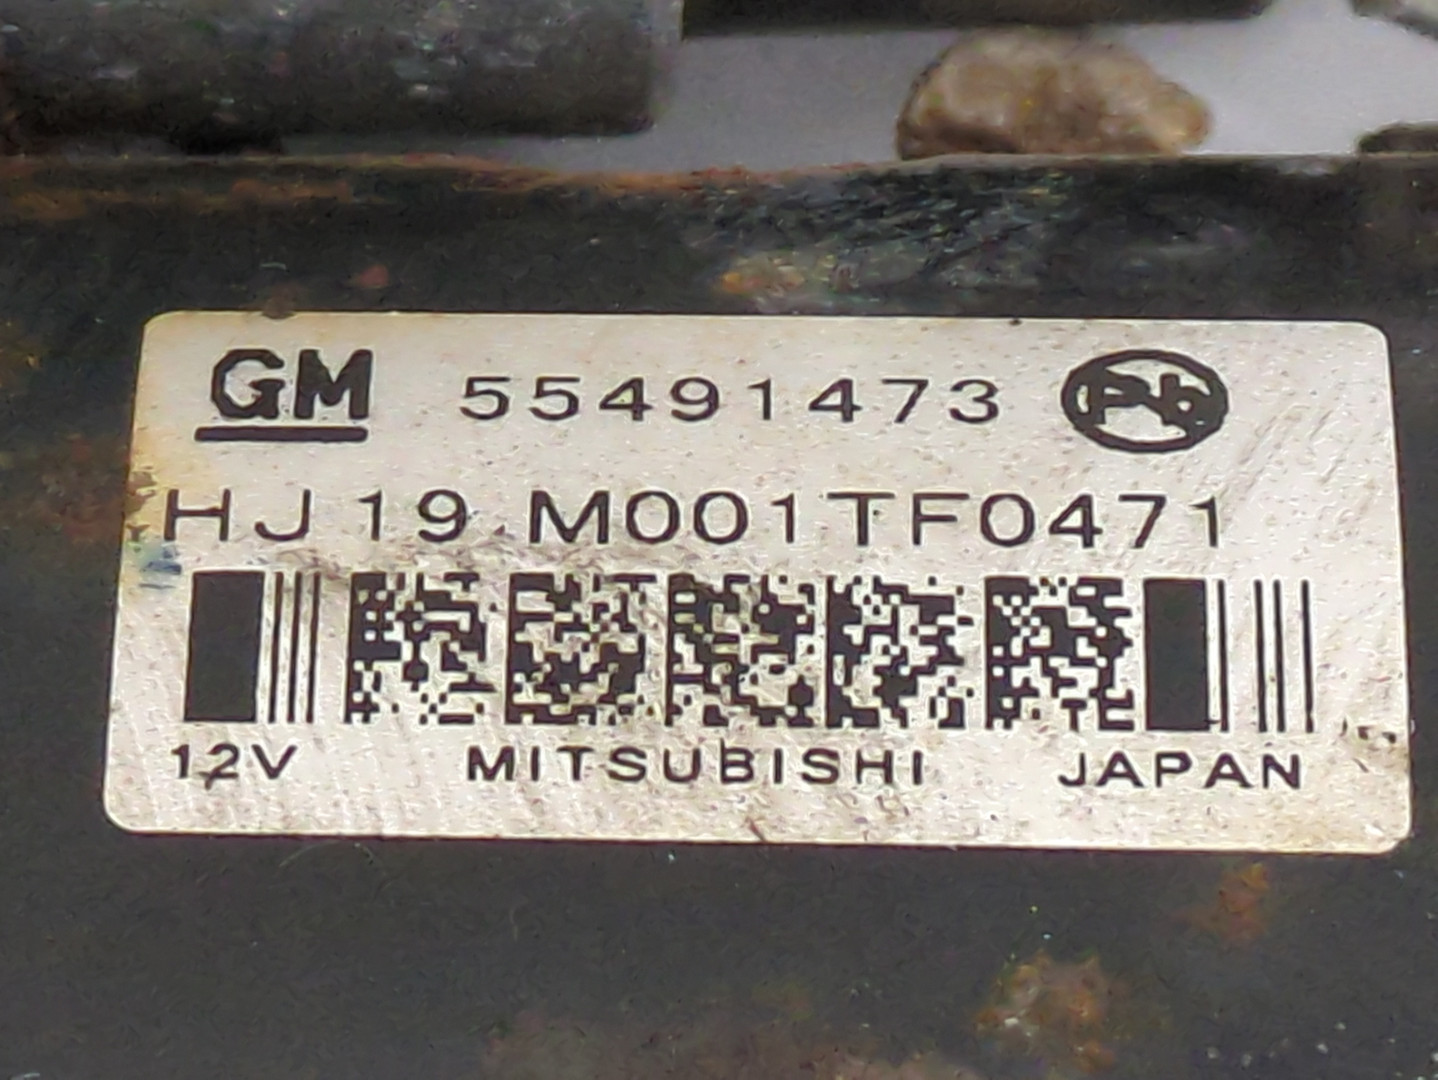 GM 55491473 Pb
HJ19 M001TF0471
12V MITSUBISHI JAPAN